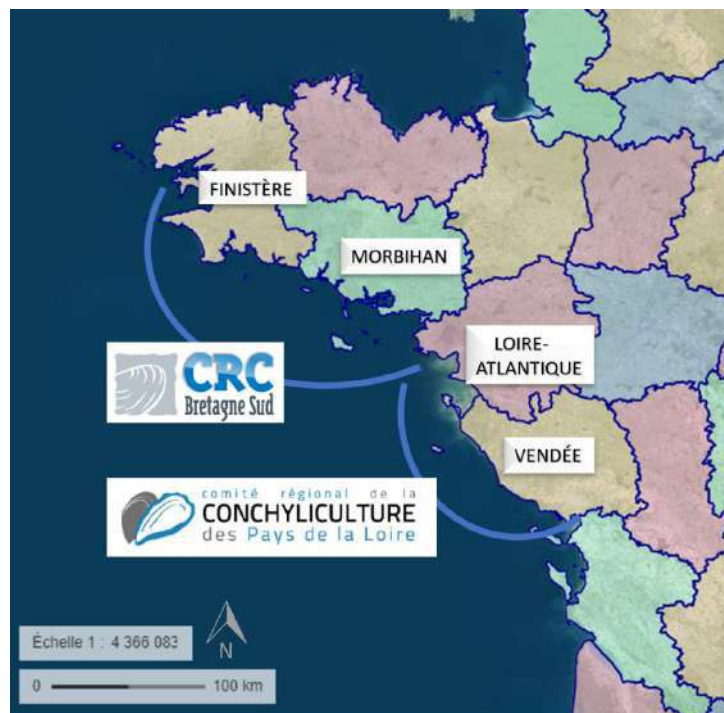 FINISTÈRE
MORBIHAN
LOIRE-
ATLANTIQUE
CRC
Bretagne Sud
VENDÉE
comité régional de la
CONCHYLICULTURE
des Pays de la Loire
Échelle 1 : 4 366 083
N
0 100 km